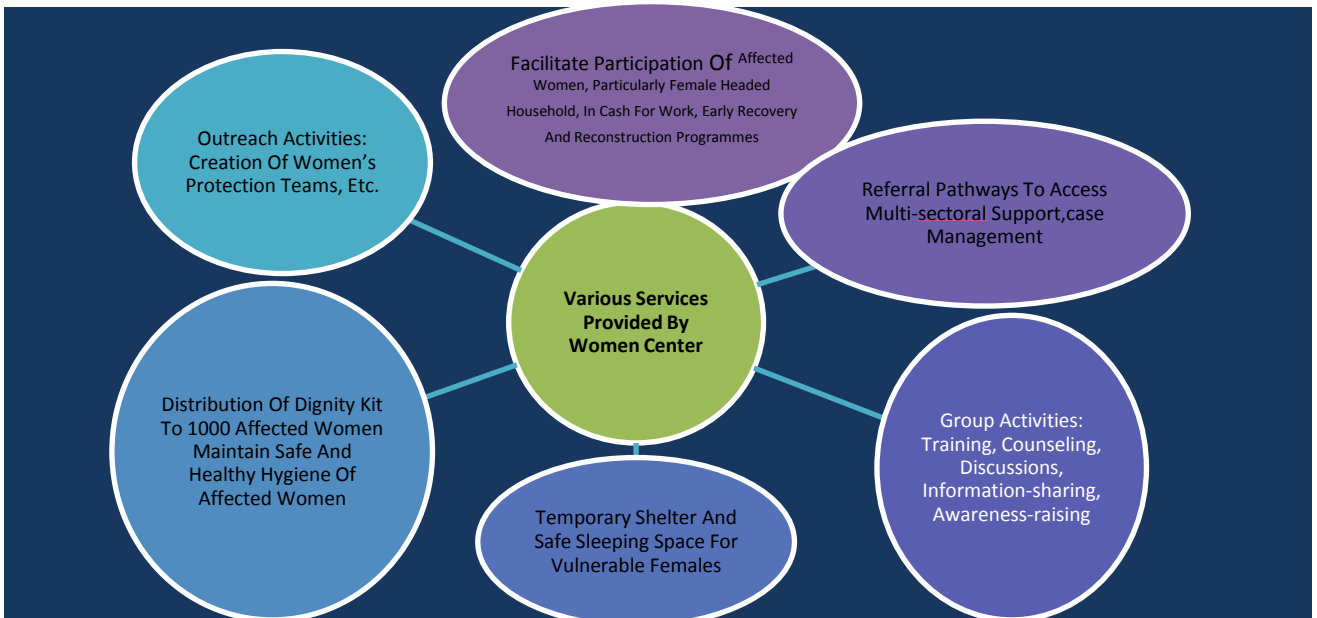 Facilitate Participation Of Affected
Women, Particularly Female Headed
Household, In Cash For Work, Early Recovery
And Reconstruction Programmes
Outreach Activities:
Creation Of Women's
Protection Teams, Etc.
Referral Pathways To Access
Multi-sectoral Support,case
Management
Various Services
Provided By
Women Center
Distribution Of Dignity Kit
To 1000 Affected Women
Maintain Safe And
Healthy Hygiene Of
Affected Women
Group Activities:
Training, Counseling,
Discussions,
Information-sharing,
Awareness-raising
Temporary Shelter And
Safe Sleeping Space For
Vulnerable Females